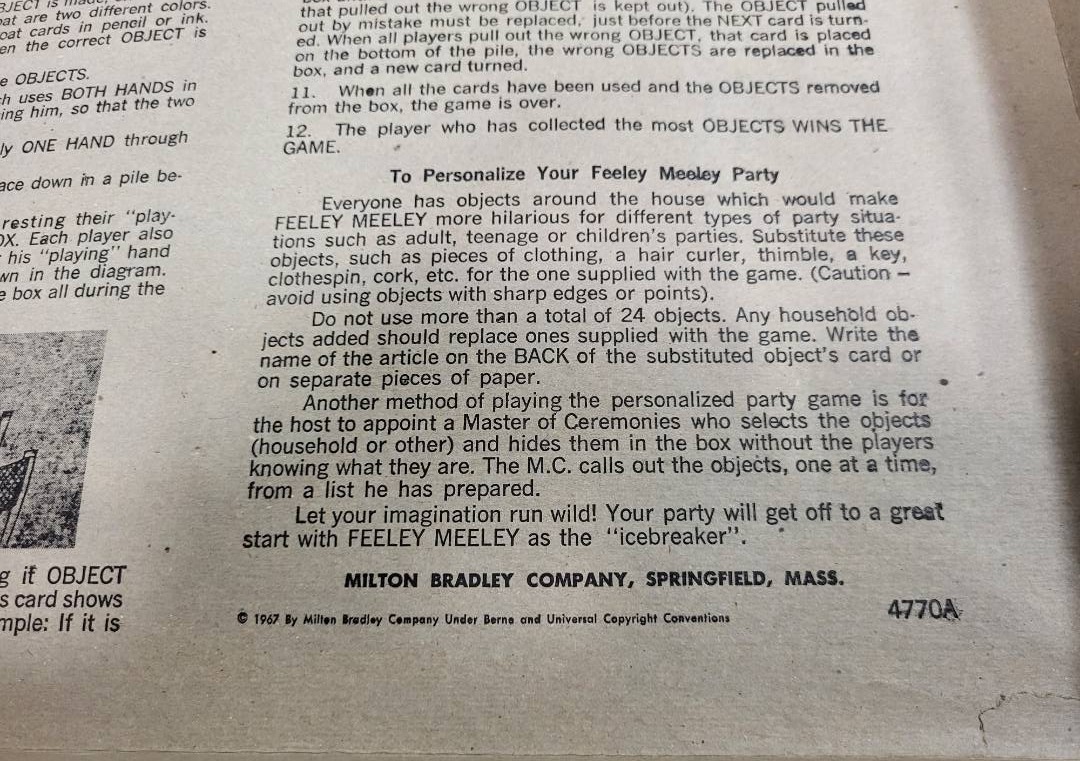 BJECT is made,
oat are two different colors.
oat cards in pencil or ink.
en the correct OBJECT is
e OBJECTS.
ch uses BOTH HANDS in
ing him, so that the two
ly ONE HAND through
ace down in a pile be-
resting their "play-
OX. Each player also
his "playing" hand
wn in the diagram.
e box all during the
g if OBJECT
s card shows
mple: If it is
that pulled out the wrong OBJECT is kept out). The OBJECT pulled
out by mistake must be replaced, just before the NEXT card is turn-
ed. When all players pull out the wrong OBJECT, that card is placed
on the bottom of the pile, the wrong OBJECTS are replaced in the
box, and a new card turned.
11. When all the cards have been used and the OBJECTS removed
from the box, the game is over.
12. The player who has collected the most OBJECTS WINS THE
GAME.
To Personalize Your Feeley Meeley Party
Everyone has objects around the house which would make
FEELEY MEELEY more hilarious for different types of party situa-
tions such as adult, teenage or children's parties. Substitute these
objects, such as pieces of clothing, a hair curler, thimble, a key,
clothespin, cork, etc. for the one supplied with the game. (Caution —
avoid using objects with sharp edges or points).
Do not use more than a total of 24 objects. Any household ob-
jects added should replace ones supplied with the game. Write the
name of the article on the BACK of the substituted object's card or
on separate pieces of paper.
Another method of playing the personalized party game is for
the host to appoint a Master of Ceremonies who selects the objects
(household or other) and hides them in the box without the players
knowing what they are. The M.C. calls out the objects, one at a time,
from a list he has prepared.
Let your imagination run wild! Your party will get off to a great
start with FEELEY MEELEY as the "icebreaker".
MILTON BRADLEY COMPANY, SPRINGFIELD, MASS.
© 1967 By Milton Bradley Company Under Berne and Universal Copyright Conventions
4770A